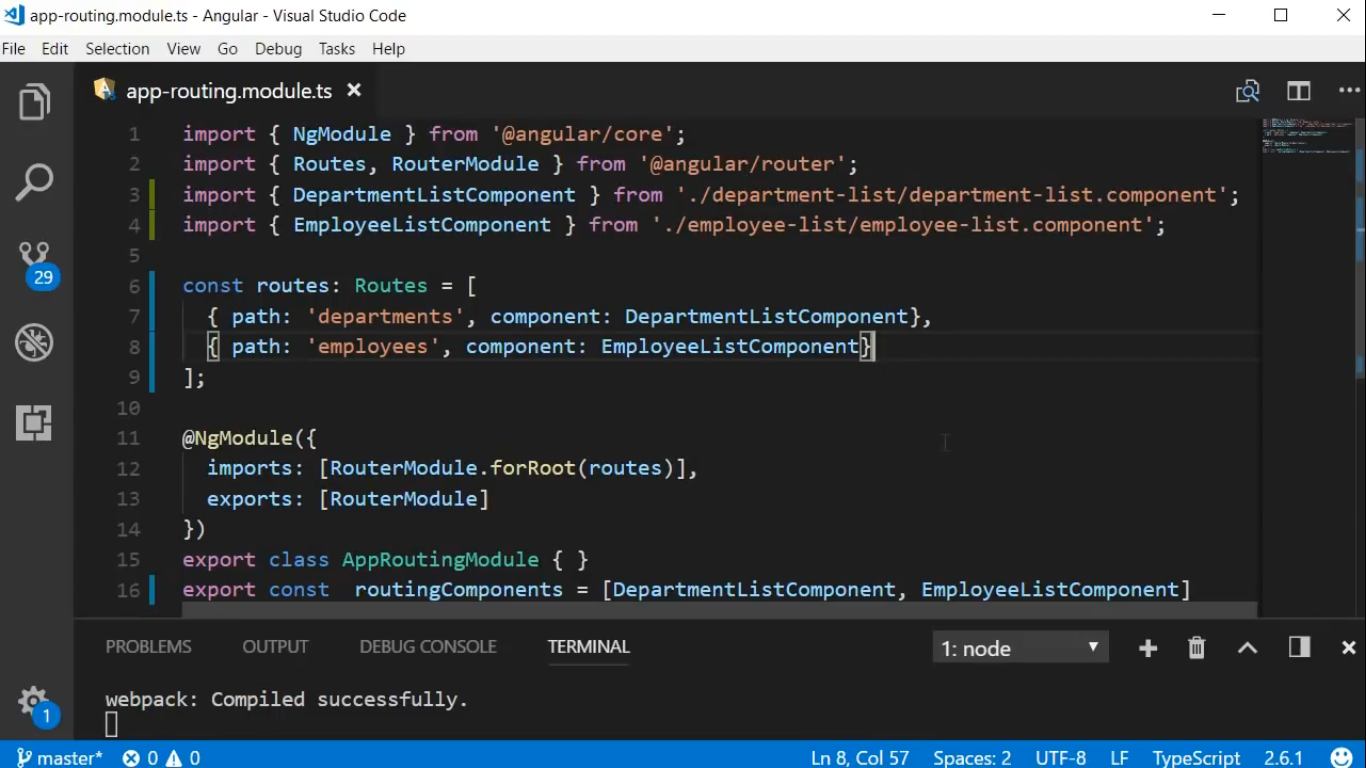 app-routing.module.ts - Angular - Visual Studio Code
File Edit Selection View Go Debug Tasks Help
app-routing.module.ts
1 import { NgModule } from '@angular/core';
2 import { Routes, RouterModule } from '@angular/router';
3 import { DepartmentListComponent } from './department-list/department-list.component';
4 import { EmployeeListComponent } from './employee-list/employee-list.component';
5
6 const routes: Routes = [
7 { path: 'departments', component: DepartmentListComponent},
8 { path: 'employees', component: EmployeeListComponent}
9 ];
10
11 @NgModule({
12 imports: [RouterModule.forRoot(routes)],
13 exports: [RouterModule]
14 })
15 export class AppRoutingModule { }
16 export const  routingComponents = [DepartmentListComponent, EmployeeListComponent]
29
PROBLEMS OUTPUT DEBUG CONSOLE TERMINAL 1: node
webpack: Compiled successfully.
1
master* 0 0 Ln 8, Col 57 Spaces: 2 UTF-8 LF TypeScript 2.6.1